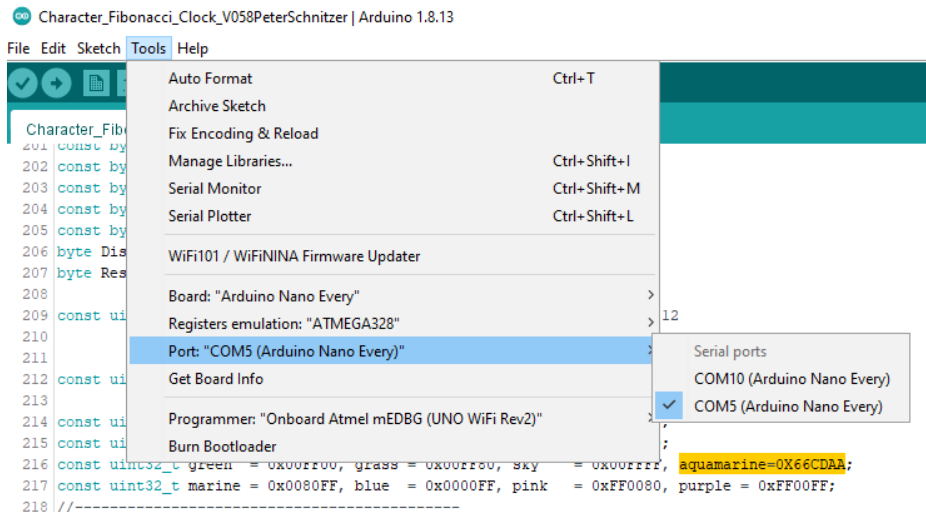 Character_Fibonacci_Clock_V058PeterSchnitzer | Arduino 1.8.13
File Edit Sketch Tools Help
Auto Format Ctrl+T
Archive Sketch
Character_Fib
Fix Encoding & Reload
201 const by
202 const by
Manage Libraries... Ctrl+Shift+I
203 const by
Serial Monitor Ctrl+Shift+M
204 const by
Serial Plotter Ctrl+Shift+L
205 const by
206 byte Dis
WiFi101 / WiFiNINA Firmware Updater
207 byte Res
208
Board: "Arduino Nano Every"
209 const ui 12
Registers emulation: "ATMEGA328"
210
211
Port: "COM5 (Arduino Nano Every)"
Serial ports
212 const ui
Get Board Info
COM10 (Arduino Nano Every)
213
COM5 (Arduino Nano Every)
214 const ui ;
Programmer: "Onboard Atmel mEDBG (UNO WiFi Rev2)"
215 const ui ;
Burn Bootloader
216 const uint32_t green = 0x00FF00, grass = 0x00FF80, sky = 0x00FFFF, aquamarine=0X66CDAA;
217 const uint32_t marine = 0x0080FF, blue = 0x0000FF, pink = 0xFF0080, purple = 0xFF00FF;
218 //--------------------------------------------